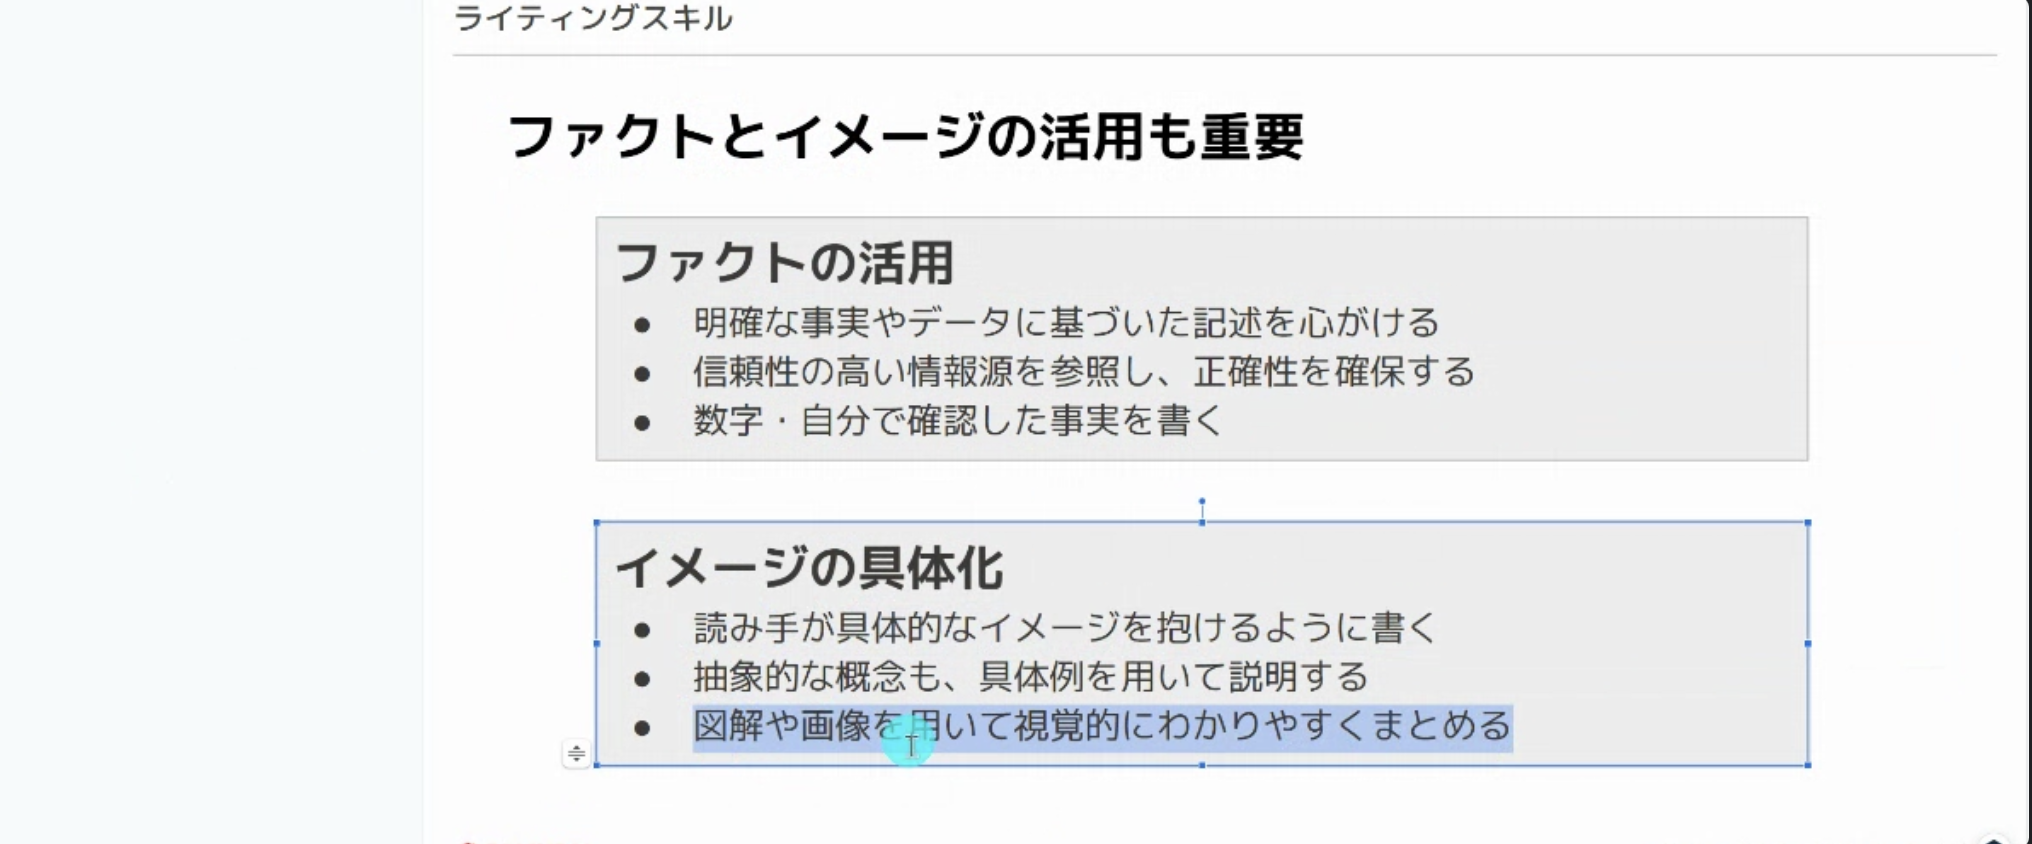 ライティングスキル
ファクトとイメージの活用も重要
ファクトの活用
● 明確な事実やデータに基づいた記述を心がける
● 信頼性の高い情報源を参照し、正確性を確保する
● 数字・自分で確認した事実を書く
イメージの具体化
● 読み手が具体的なイメージを抱けるように書く
● 抽象的な概念も、具体例を用いて説明する
● 図解や画像を用いて視覚的にわかりやすくまとめる